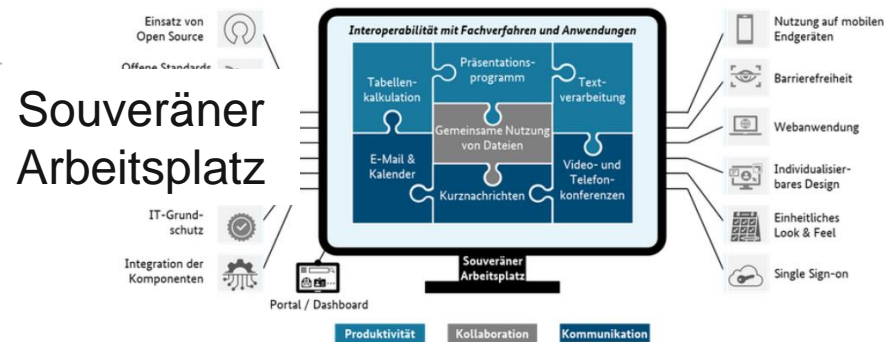 Einsatz von
Open Source
Offene Standards
Souveräner
Arbeitsplatz
IT-Grund-
schutz
Integration der
Komponenten
Portal / Dashboard
Interoperabilität mit Fachverfahren und Anwendungen
Tabellen-
kalkulation
Präsentations-
programm
Text-
verarbeitung
Gemeinsame Nutzung
von Dateien
E-Mail &
Kalender
Kurznachrichten
Video- und
Telefon-
konferenzen
Souveräner
Arbeitsplatz
Nutzung auf mobilen
Endgeräten
Barrierefreiheit
Webanwendung
Individualisier-
bares Design
Einheitliches
Look & Feel
Single Sign-on
Produktivität
Kollaboration
Kommunikation